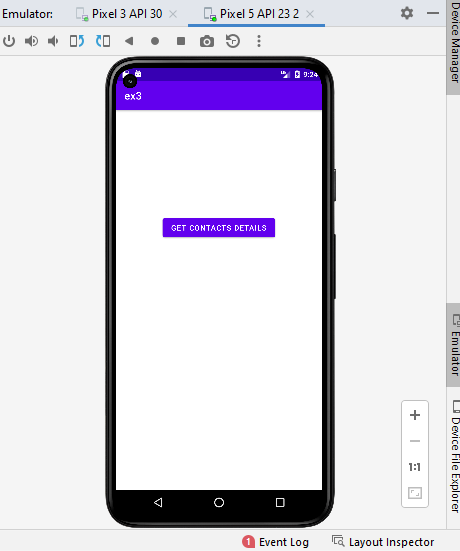 Emulator:
Pixel 3 API 30
Pixel 5 API 23 2
Device Manager
9:24
ex3
GET CONTACTS DETAILS
Emulator
1:1
Device File Explorer
1
Event Log
Layout Inspector